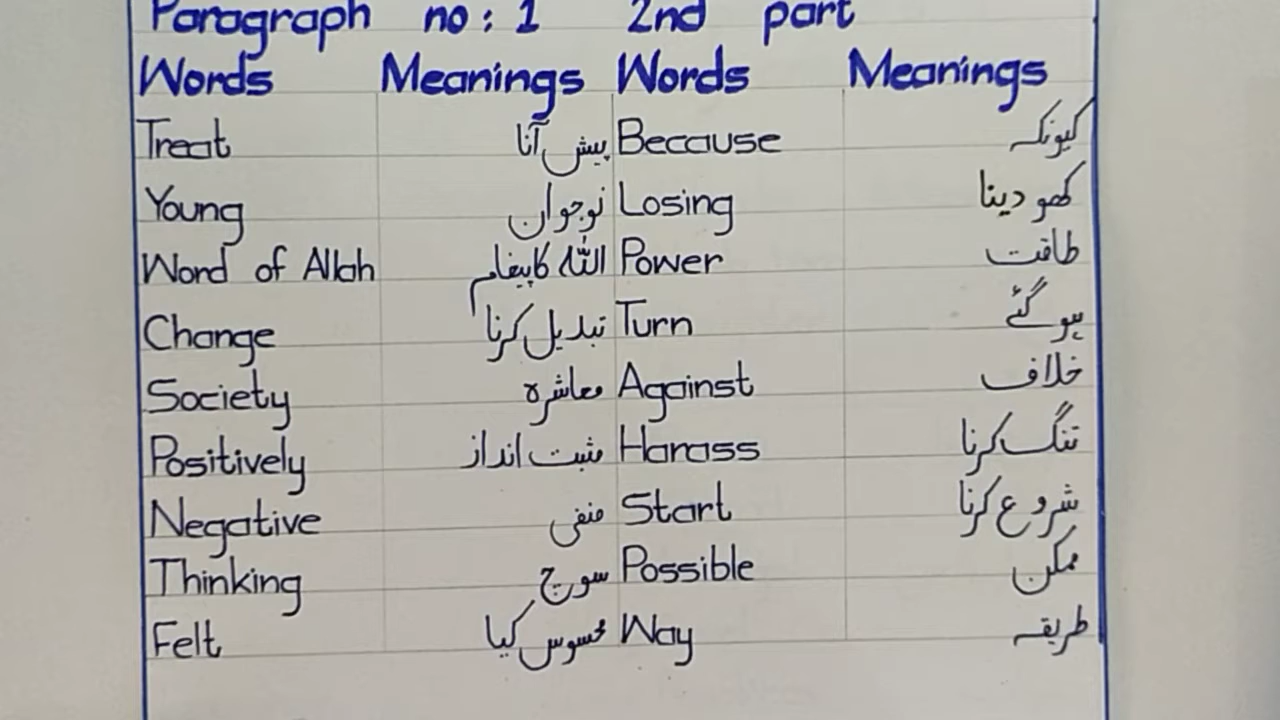 Paragraph no: 1 2nd part
Words Meanings Words Meanings
Treat پیش آنا Because کیونکہ
Young نوجوان Losing کھو دینا
Word of Allah اللہ کا پیغام Power طاقت
Change تبدیل کرنا Turn ہو گئے
Society معاشرہ Against خلاف
Positively مثبت انداز Harass تنگ کرنا
Negative منفی Start شروع کرنا
Thinking سوچ Possible ممکن
Felt محسوس کیا Way طریقہ